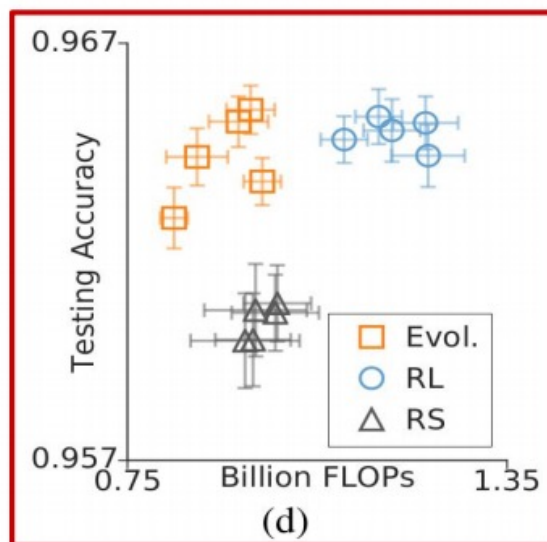 0.967
Testing Accuracy
Evol.
RL
RS
0.957
0.75
Billion FLOPs
1.35
(d)